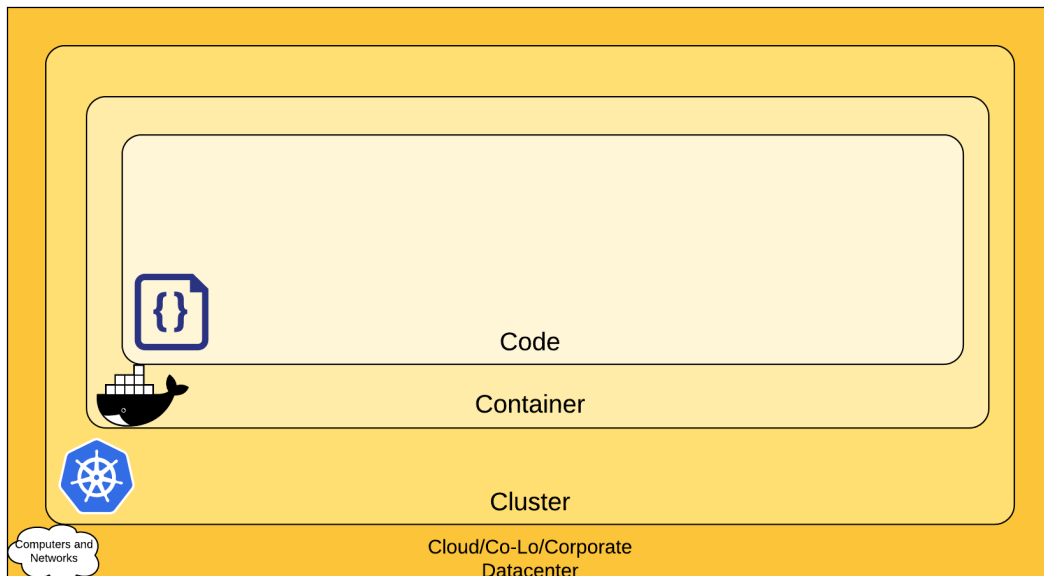 {}
Code
Container
Cluster
Computers and
Networks
Cloud/Co-Lo/Corporate
Datacenter